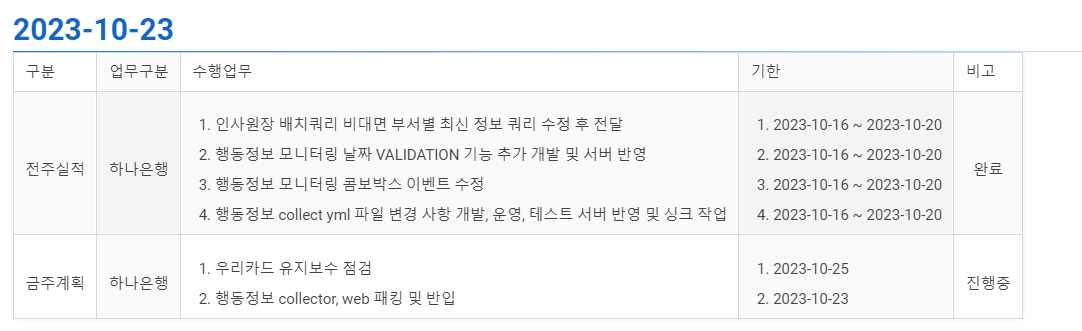 2023-10-23
구분 업무구분 수행업무 기한 비고
전주실적 하나은행
1. 인사원장 배치쿼리 비대면 부서별 최신 정보 쿼리 수정 후 전달
2. 행동정보 모니터링 날짜 VALIDATION 기능 추가 개발 및 서버 반영
3. 행동정보 모니터링 콤보박스 이벤트 수정
4. 행동정보 collect yml 파일 변경 사항 개발, 운영, 테스트 서버 반영 및 싱크 작업
1. 2023-10-16 ~ 2023-10-20
2. 2023-10-16 ~ 2023-10-20
3. 2023-10-16 ~ 2023-10-20
4. 2023-10-16 ~ 2023-10-20
완료
금주계획 하나은행
1. 우리카드 유지보수 점검
2. 행동정보 collector, web 패킹 및 반입
1. 2023-10-25
2. 2023-10-23
진행중